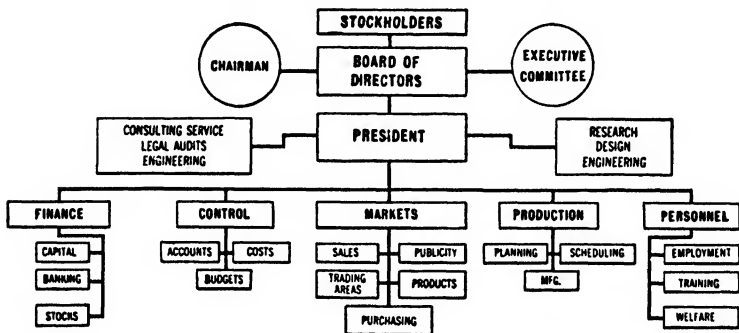 STOCKHOLDERS
CHAIRMAN
BOARD OF
DIRECTORS
EXECUTIVE
COMMITTEE
CONSULTING SERVICE
LEGAL AUDITS
ENGINEERING
PRESIDENT
RESEARCH
DESIGN
ENGINEERING
FINANCE
CONTROL
MARKETS
PRODUCTION
PERSONNEL
CAPITAL
BANKING
STOCKS
ACCOUNTS
COSTS
BUDGETS
SALES
PUBLICITY
TRADING
AREAS
PRODUCTS
PURCHASING
PLANNING
SCHEDULING
MFG.
EMPLOYMENT
TRAINING
WELFARE